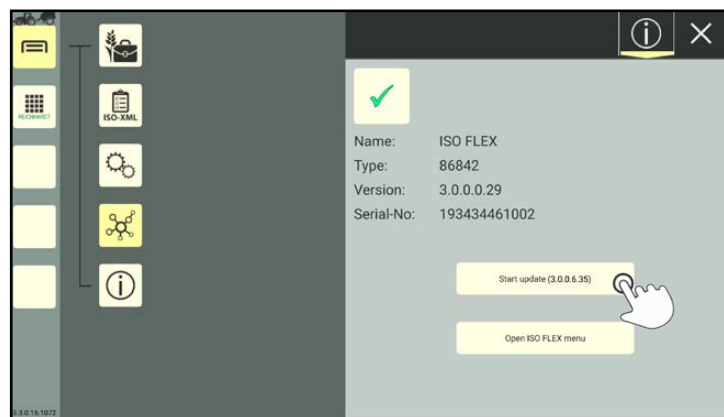 REICHHARDT
ISO-XML
Name: ISO FLEX
Type: 86842
Version: 3.0.0.0.29
Serial-No: 193434461002
Start update (3.0.0.6.35)
Open ISO FLEX menu
3.3.0.16.1072